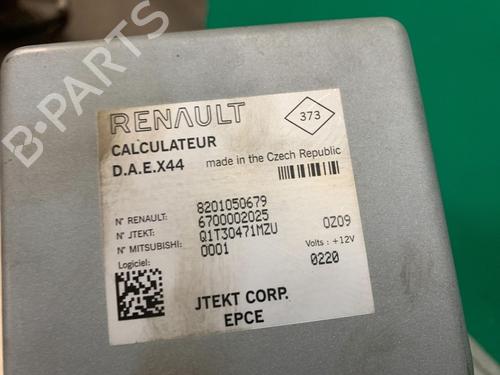 B-PARTS
RENAULT
373
CALCULATEUR
D.A.E.X44 made in the Czech Republic
N° RENAULT: 8201050679
N° JTEKT: 6700002025 0Z09
N° MITSUBISHI: Q1T30471MZU Volts : +12V
Logiciel: 0001 0220
JTEKT CORP.
EPCE